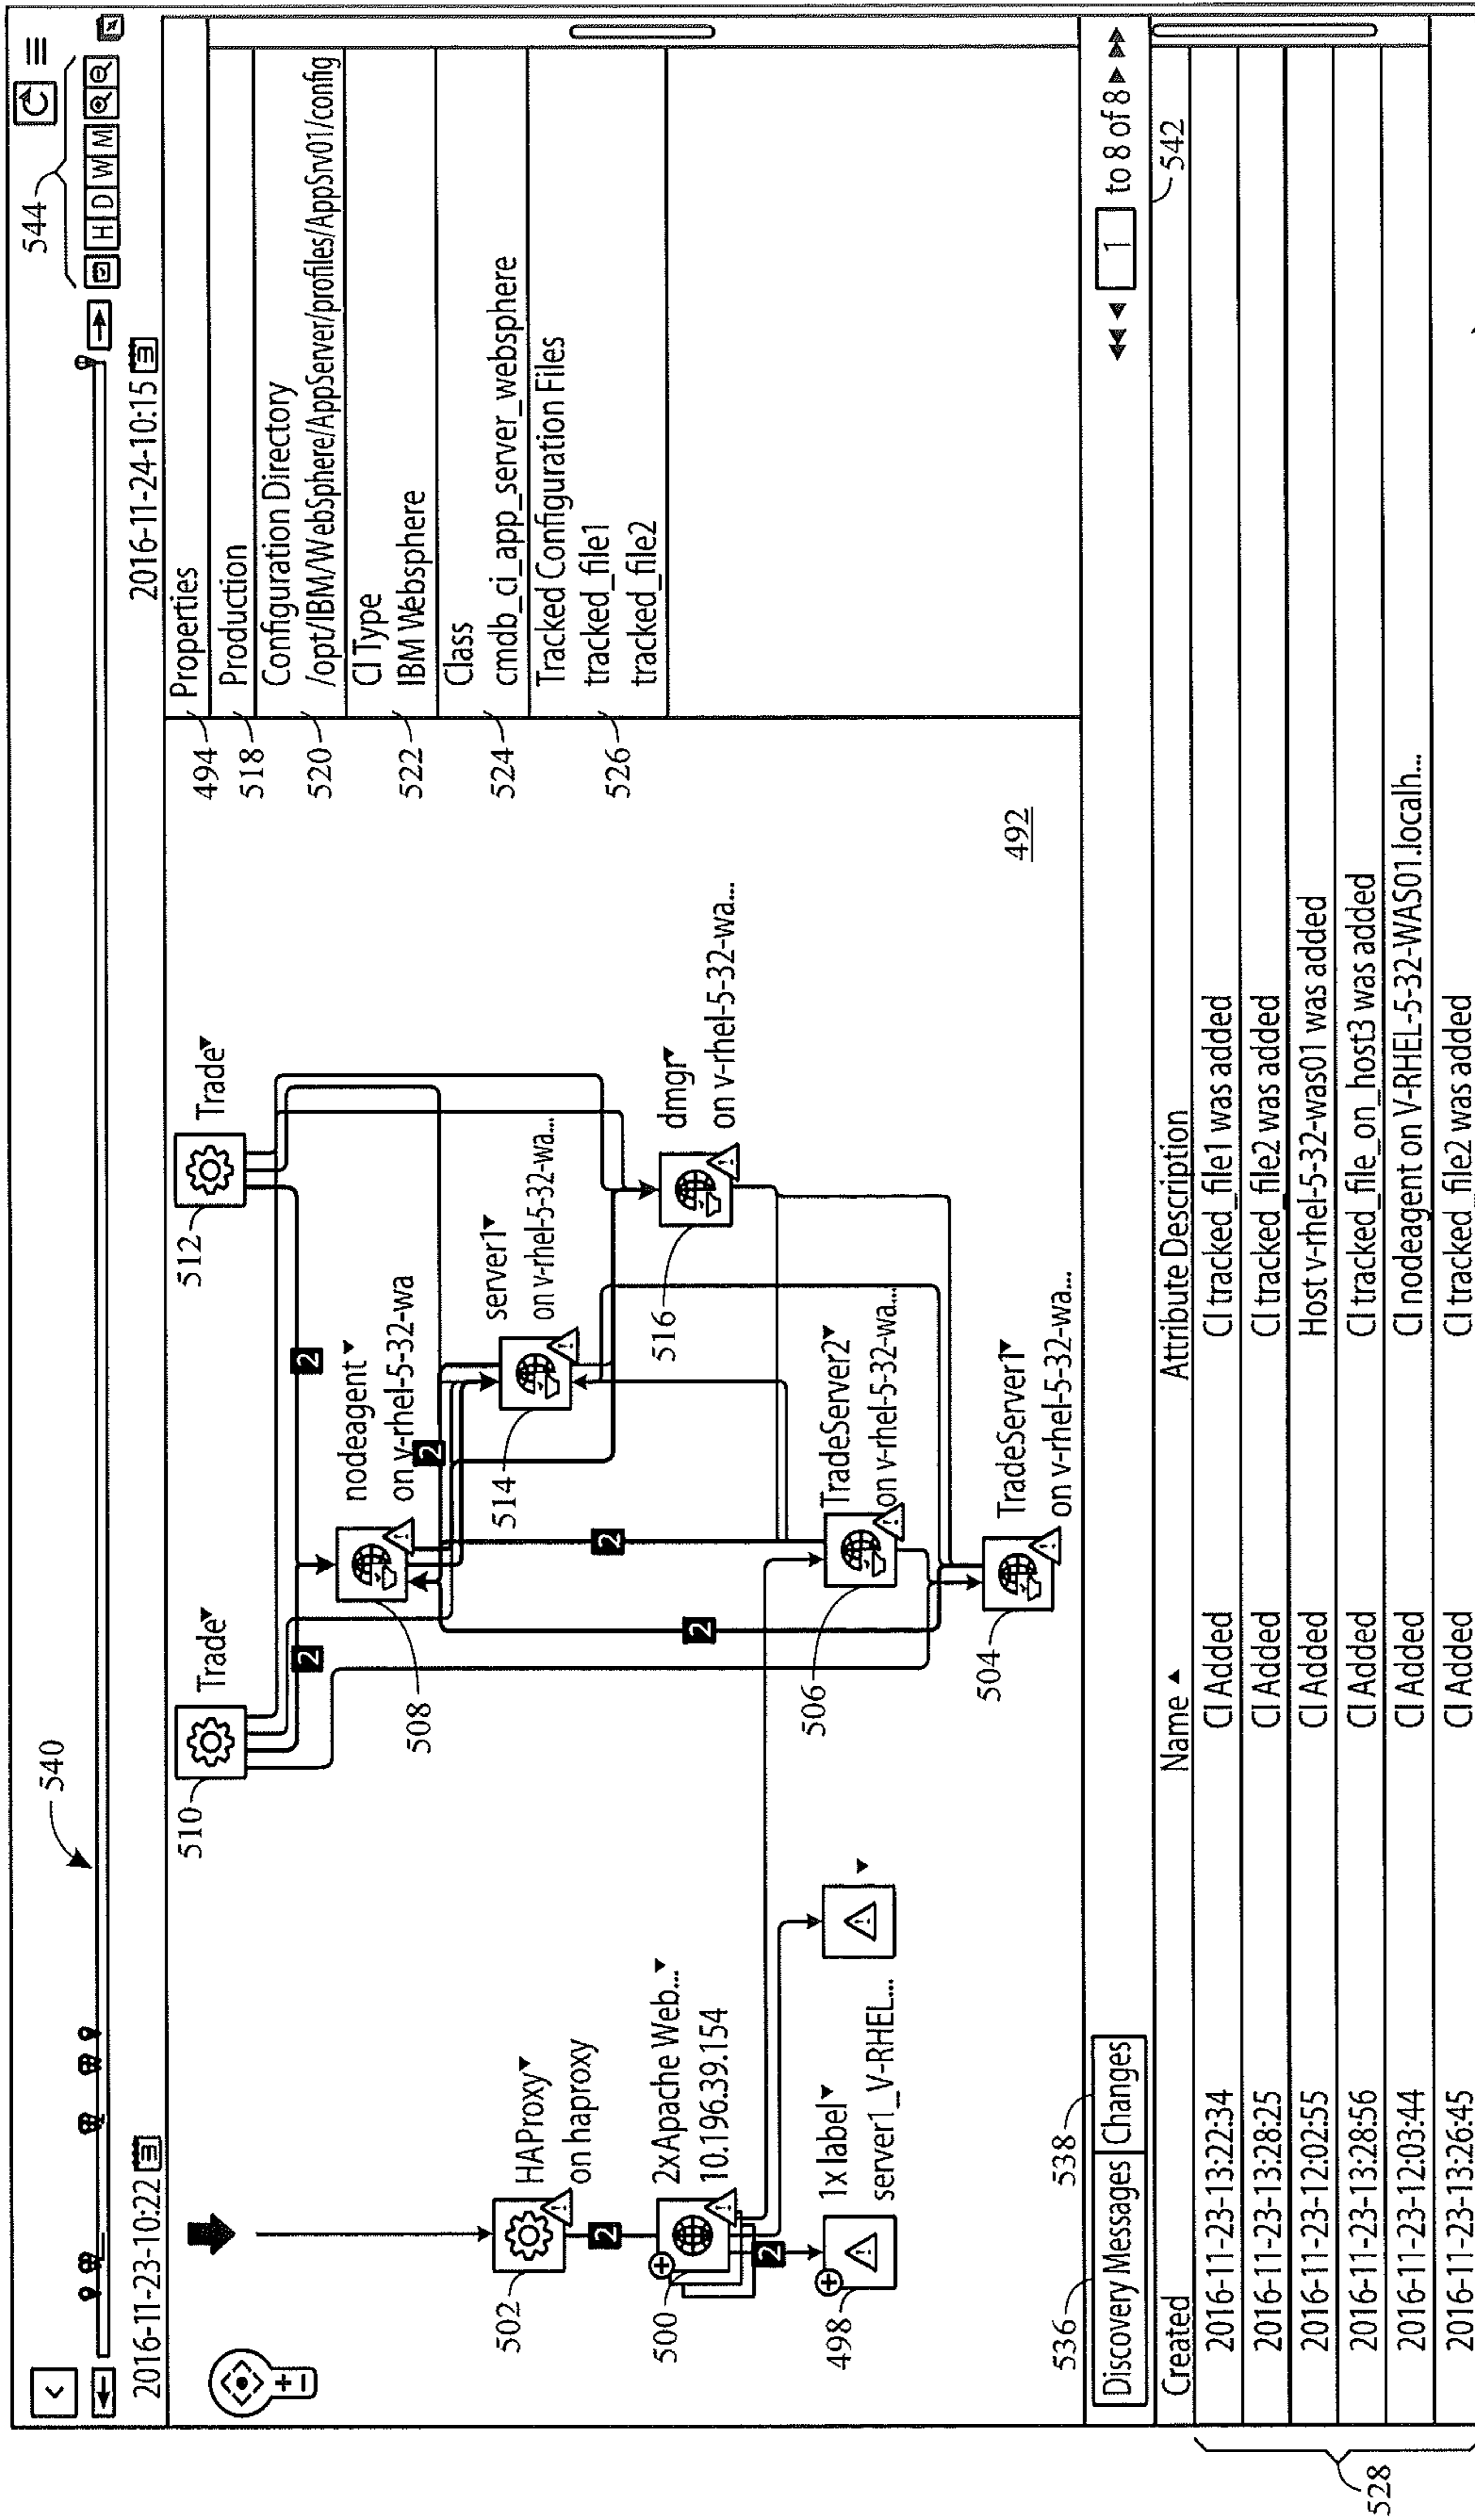 540
544
H D W M
2016-11-23-10:22
2016-11-24-10:15
502
HAProxy
on haproxy
2
500
2xApache Web...
10.196.39.154
2
498
1x label
server1_V-RHEL...
510
Trade
2
512
Trade
2
508
nodeagent
on v-rhel-5-32-wa
2
514
server1
on v-rhel-5-32-wa...
2
2
516
dmgr
on v-rhel-5-32-wa...
506
TradeServer2
on v-rhel-5-32-wa...
504
TradeServer1
on v-rhel-5-32-wa...
492
494
Properties
518
Production
520
Configuration Directory
/opt/IBM/WebSphere/AppServer/profiles/AppSrv01/config
522
CI Type
IBM Websphere
524
Class
cmdb_ci_app_server_websphere
526
Tracked Configuration Files
tracked_file1
tracked_file2
536
538
Discovery Messages Changes
1 to 8 of 8
542
Created Name Attribute Description
2016-11-23-13:22:34 CI Added CI tracked_file1 was added
2016-11-23-13:28:25 CI Added CI tracked_file2 was added
2016-11-23-12:02:55 CI Added Host v-rhel-5-32-was01 was added
2016-11-23-13:28:56 CI Added CI tracked_file_on_host3 was added
2016-11-23-12:03:44 CI Added CI nodeagent on V-RHEL-5-32-WAS01.localh...
2016-11-23-13:26:45 CI Added CI tracked_file2 was added
528